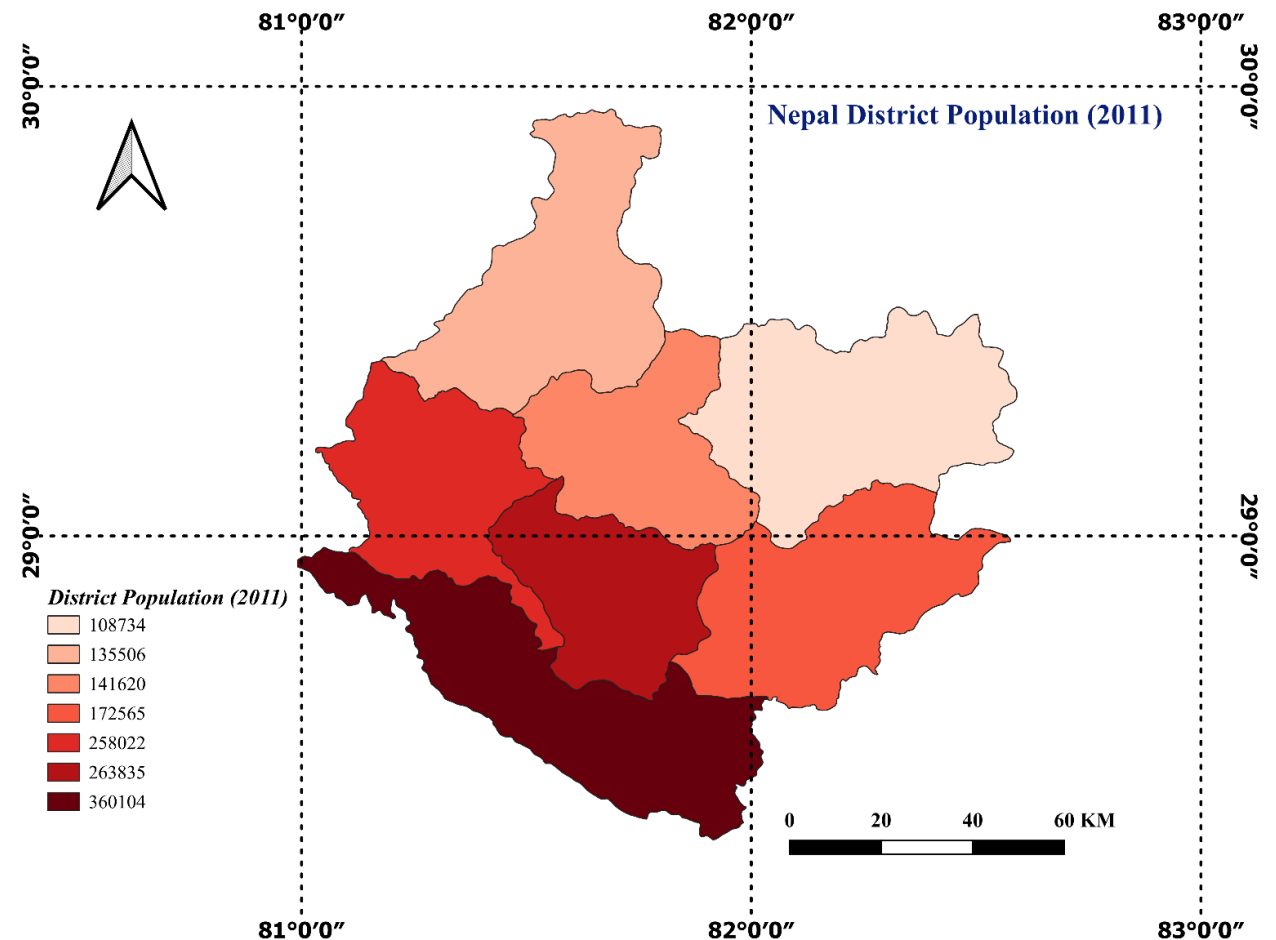 81°0′0″ 82°0′0″ 83°0′0″
30°0′0″ 30°0′0″
Nepal District Population (2011)
29°0′0″ 29°0′0″
District Population (2011)
108734
135506
141620
172565
258022
263835
360104
0 20 40 60 KM
81°0′0″ 82°0′0″ 83°0′0″